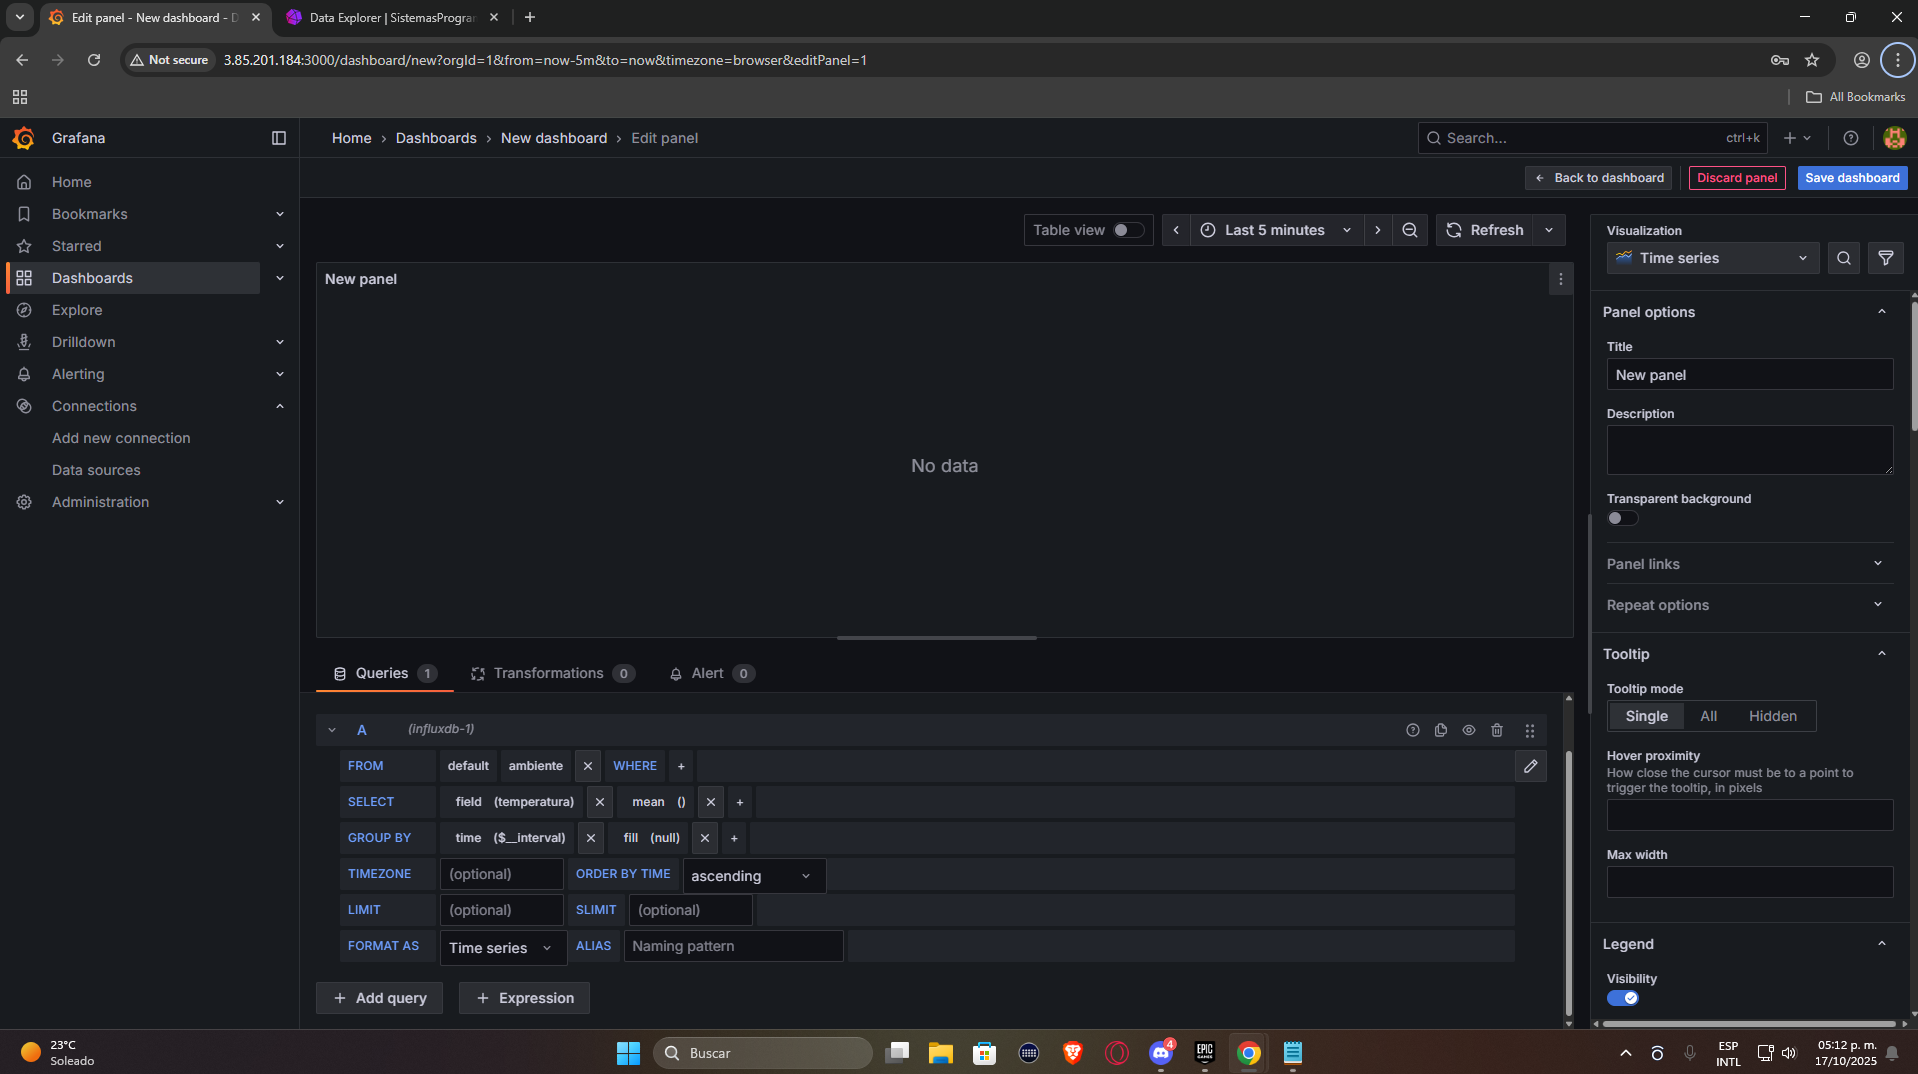 Edit panel - New dashboard - D
Data Explorer | SistemasProgram
Not secure
3.85.201.184:3000/dashboard/new?orgId=1&from=now-5m&to=now&timezone=browser&editPanel=1
All Bookmarks
Grafana
Home › Dashboards › New dashboard › Edit panel
Search...
ctrl+k
Back to dashboard
Discard panel
Save dashboard
Home
Bookmarks
Starred
Dashboards
Explore
Drilldown
Alerting
Connections
Add new connection
Data sources
Administration
Table view
Last 5 minutes
Refresh
New panel
No data
Visualization
Time series
Panel options
Title
New panel
Description
Transparent background
Panel links
Repeat options
Tooltip
Tooltip mode
Single All Hidden
Hover proximity
How close the cursor must be to a point to
trigger the tooltip, in pixels
Max width
Legend
Visibility
Queries 1
Transformations 0
Alert 0
A (influxdb-1)
FROM default ambiente WHERE +
SELECT field (temperatura) mean () +
GROUP BY time ($__interval) fill (null) +
TIMEZONE (optional) ORDER BY TIME ascending
LIMIT (optional) SLIMIT (optional)
FORMAT AS Time series ALIAS Naming pattern
+ Add query
+ Expression
23°C
Soleado
Buscar
4
EPIC
GAMES
ESP
INTL
05:12 p. m.
17/10/2025